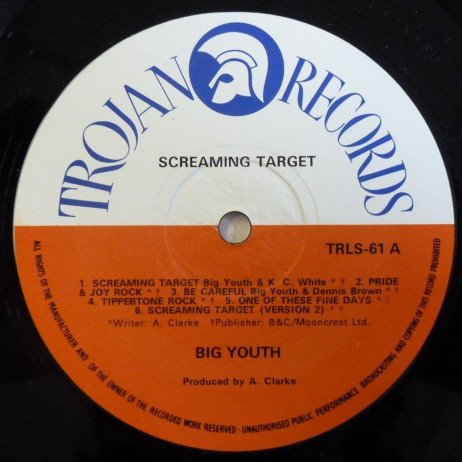 TROJAN RECORDS
SCREAMING TARGET
TRLS-61 A
1. SCREAMING TARGET Big Youth & K. C. White *† 2. PRIDE
& JOY ROCK *† 3. BE CAREFUL Big Youth & Dennis Brown *†
4. TIPPERTONE ROCK *† 5. ONE OF THESE FINE DAYS *†
6. SCREAMING TARGET (VERSION 2) *†
*Writer: A. Clarke †Publisher: B&C/Mooncrest Ltd.
BIG YOUTH
Produced by A. Clarke
ALL RIGHTS OF THE MANUFACTURER AND OF THE OWNER OF THE RECORDED WORK RESERVED · UNAUTHORISED PUBLIC PERFORMANCE BROADCASTING AND COPYING OF THIS RECORD PROHIBITED